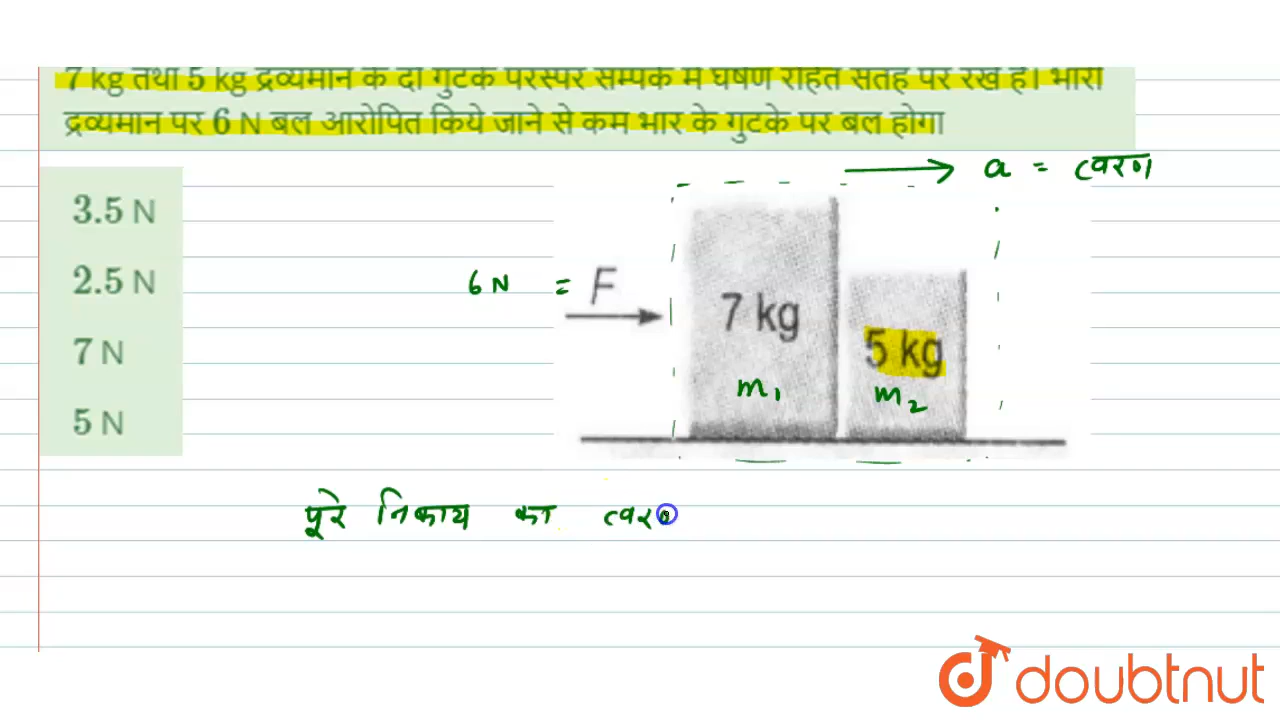 7 kg तथा 5 kg द्रव्यमान के दो गुटके परस्पर सम्पर्क में घर्षण रहित सतह पर रखे हैं। भारी
द्रव्यमान पर 6 N बल आरोपित किये जाने से कम भार के गुटके पर बल होगा
a = त्वरण
3.5 N
2.5 N
7 N
5 N
6 N = F
7 kg
5 kg
m₁
m₂
पूरे निकाय का त्वरण
doubtnut